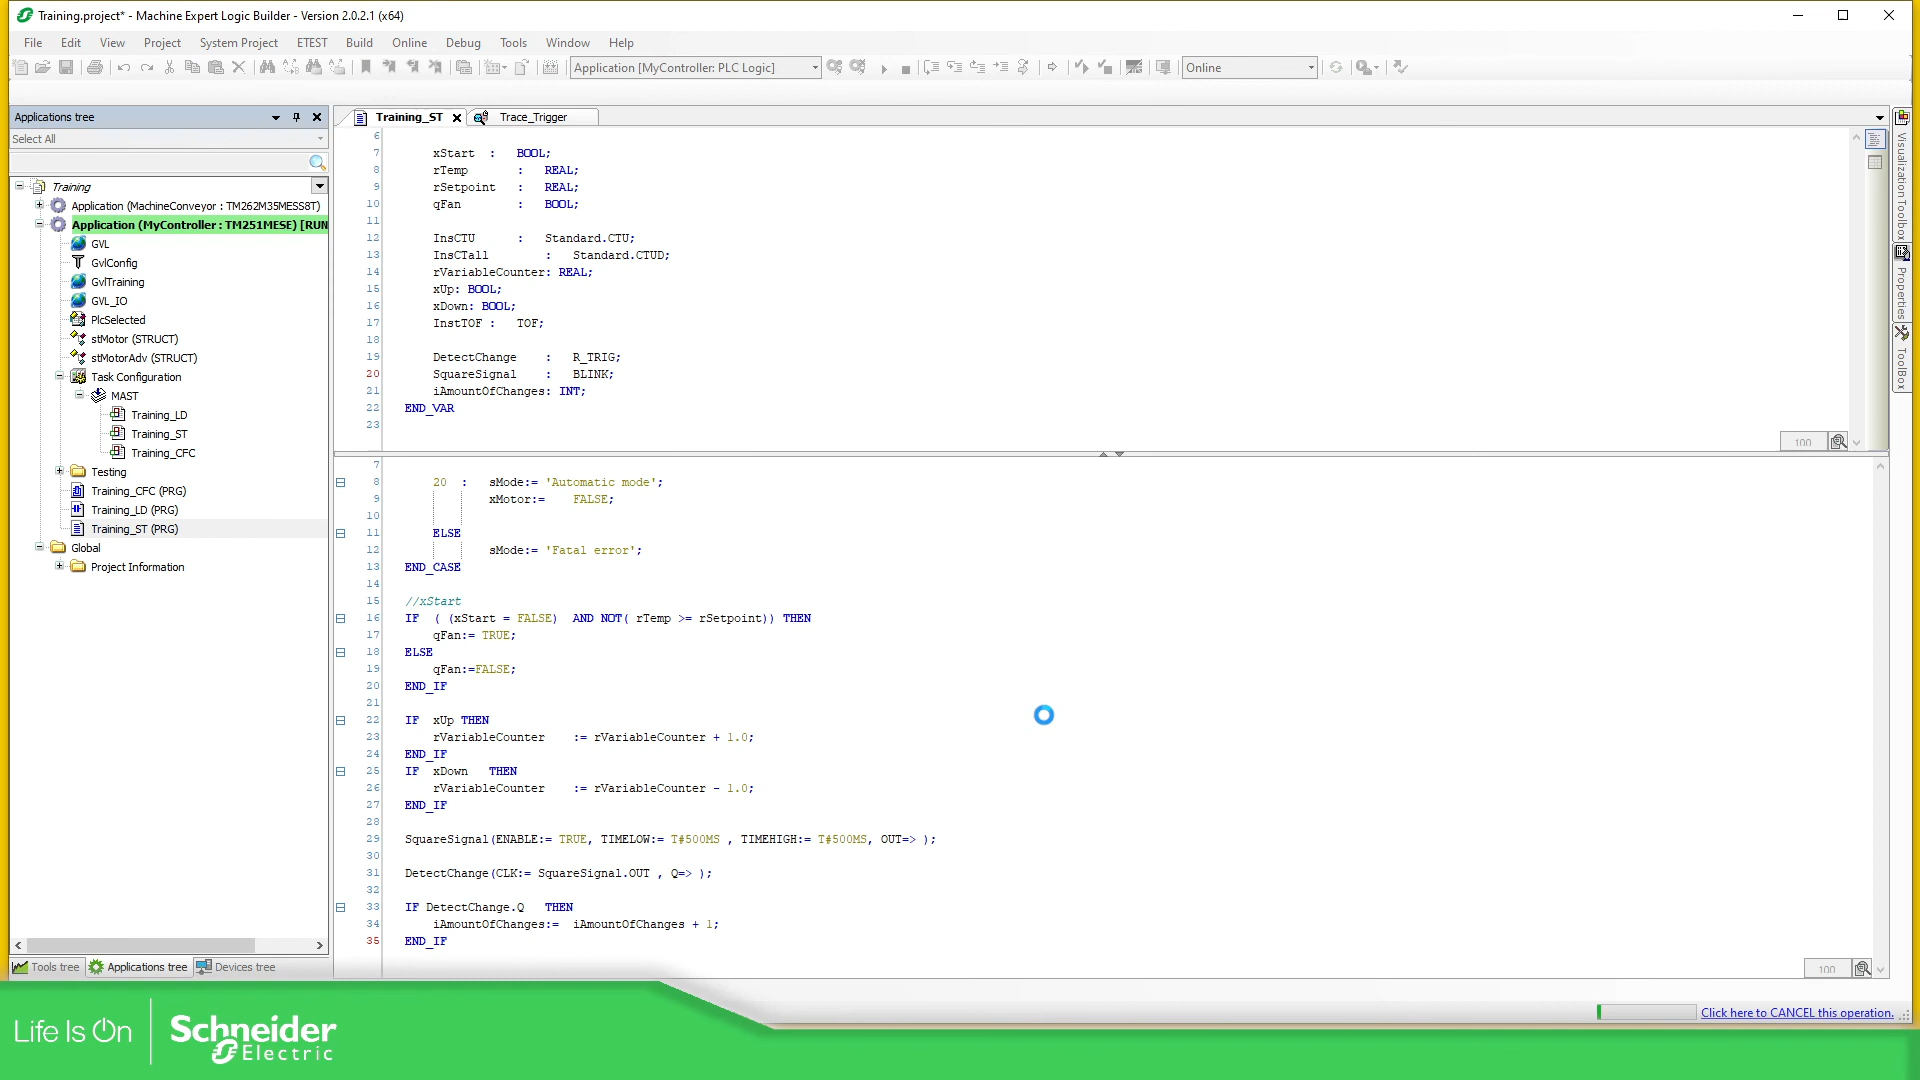 Training.project* - Machine Expert Logic Builder - Version 2.0.2.1 (x64)
File Edit View Project System Project ETEST Build Online Debug Tools Window Help
Application [MyController: PLC Logic] Online
Applications tree
Select All
Training
Application (MachineConveyor : TM262M35MESS8T)
Application (MyController : TM251MESE) [RUN
GVL
GvlConfig
GvlTraining
GVL_IO
PlcSelected
stMotor (STRUCT)
stMotorAdv (STRUCT)
Task Configuration
MAST
Training_LD
Training_ST
Training_CFC
Testing
Training_CFC (PRG)
Training_LD (PRG)
Training_ST (PRG)
Global
Project Information
Tools tree Applications tree Devices tree
Training_ST Trace_Trigger
6
7 xStart : BOOL;
8 rTemp : REAL;
9 rSetpoint : REAL;
10 qFan : BOOL;
11
12 InsCTU : Standard.CTU;
13 InsCTall : Standard.CTUD;
14 rVariableCounter: REAL;
15 xUp: BOOL;
16 xDown: BOOL;
17 InstTOF : TOF;
18
19 DetectChange : R_TRIG;
20 SquareSignal : BLINK;
21 iAmountOfChanges: INT;
22 END_VAR
23
100
7
8 20 : sMode:= 'Automatic mode';
9 xMotor:= FALSE;
10
11 ELSE
12 sMode:= 'Fatal error';
13 END_CASE
14
15 //xStart
16 IF ( (xStart = FALSE) AND NOT( rTemp >= rSetpoint)) THEN
17 qFan:= TRUE;
18 ELSE
19 qFan:=FALSE;
20 END_IF
21
22 IF xUp THEN
23 rVariableCounter := rVariableCounter + 1.0;
24 END_IF
25 IF xDown THEN
26 rVariableCounter := rVariableCounter - 1.0;
27 END_IF
28
29 SquareSignal(ENABLE:= TRUE, TIMELOW:= T#500MS , TIMEHIGH:= T#500MS, OUT=> );
30
31 DetectChange(CLK:= SquareSignal.OUT , Q=> );
32
33 IF DetectChange.Q THEN
34 iAmountOfChanges:= iAmountOfChanges + 1;
35 END_IF
100
Visualization Toolbox
Properties
ToolBox
Click here to CANCEL this operation.
Life Is On
Schneider
Electric